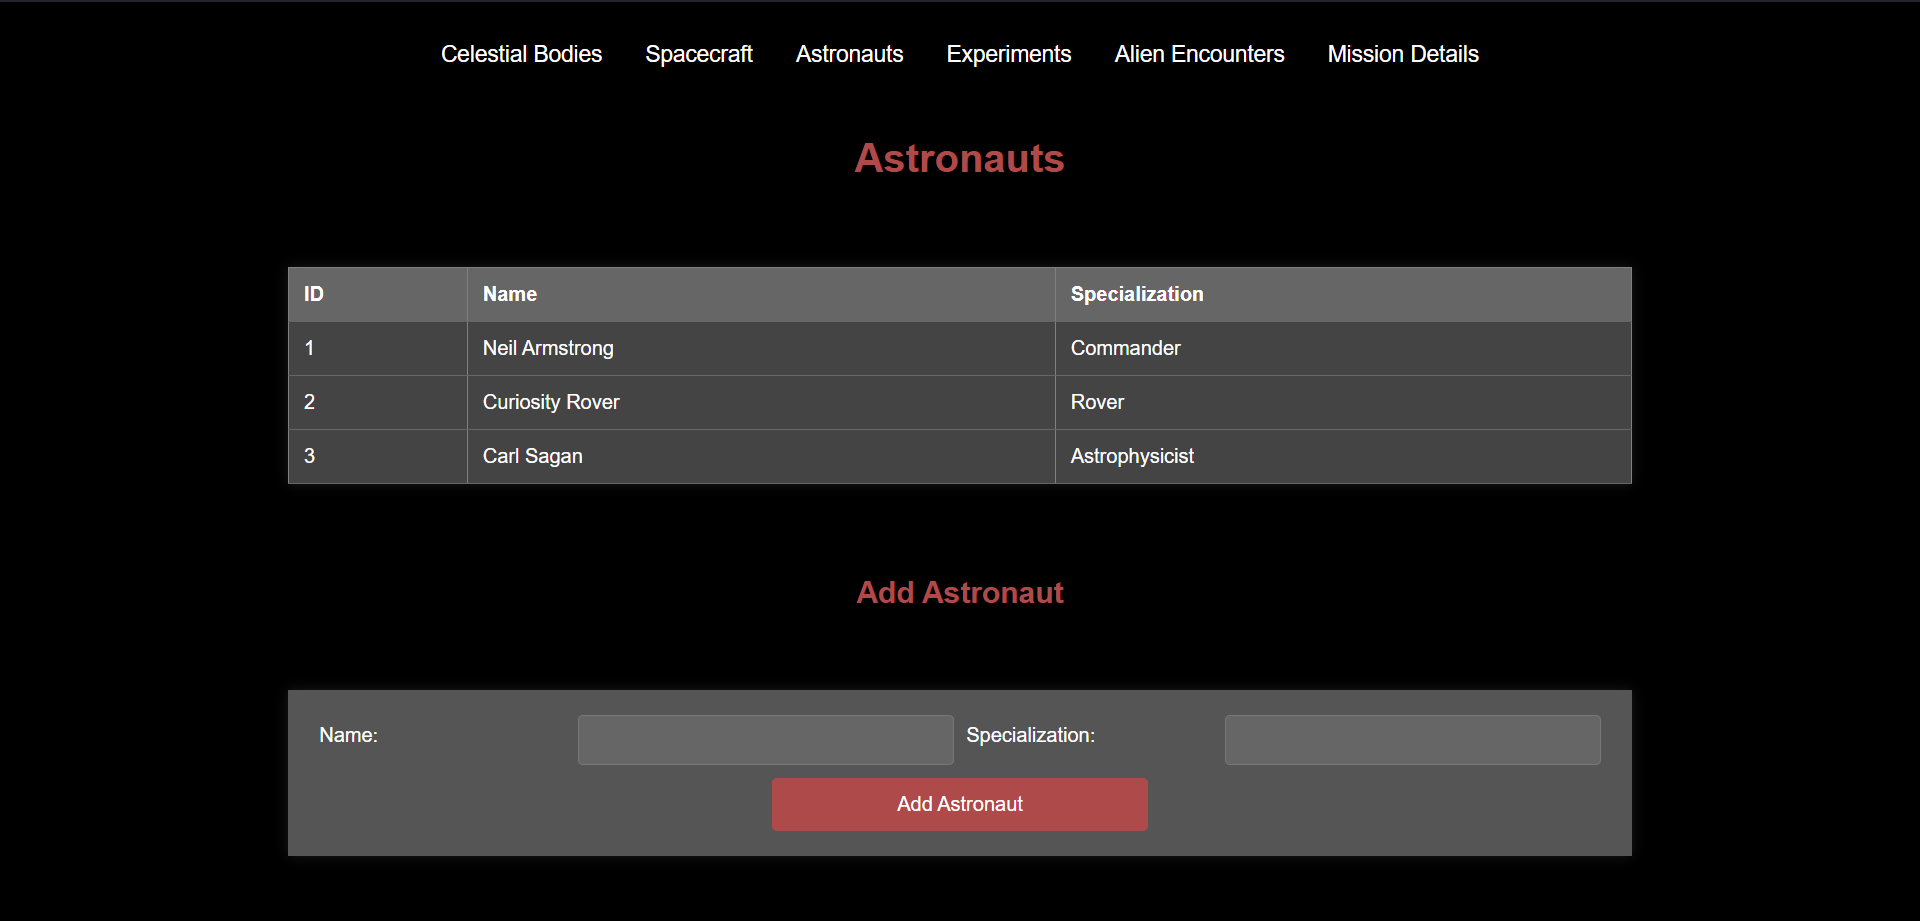 Celestial Bodies Spacecraft Astronauts Experiments Alien Encounters Mission Details
Astronauts
ID Name Specialization
1 Neil Armstrong Commander
2 Curiosity Rover Rover
3 Carl Sagan Astrophysicist
Add Astronaut
Name: Specialization:
Add Astronaut